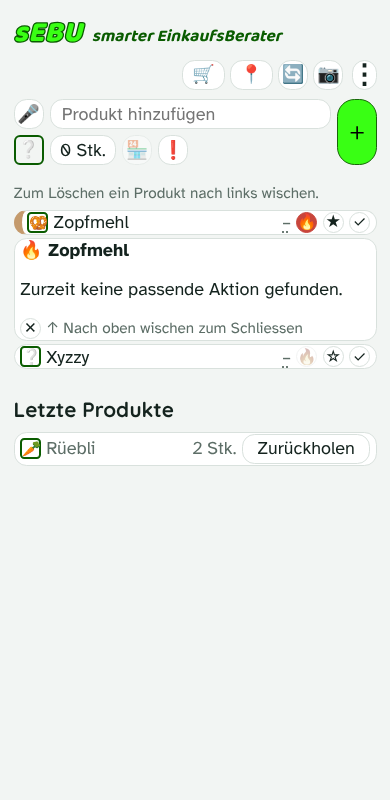 sEBU smarter EinkaufsBerater
Produkt hinzufügen
0 Stk.
Zum Löschen ein Produkt nach links wischen.
Zopfmehl –
Zopfmehl
Zurzeit keine passende Aktion gefunden.
↑ Nach oben wischen zum Schliessen
Xyzzy –
Letzte Produkte
Rüebli 2 Stk. Zurückholen